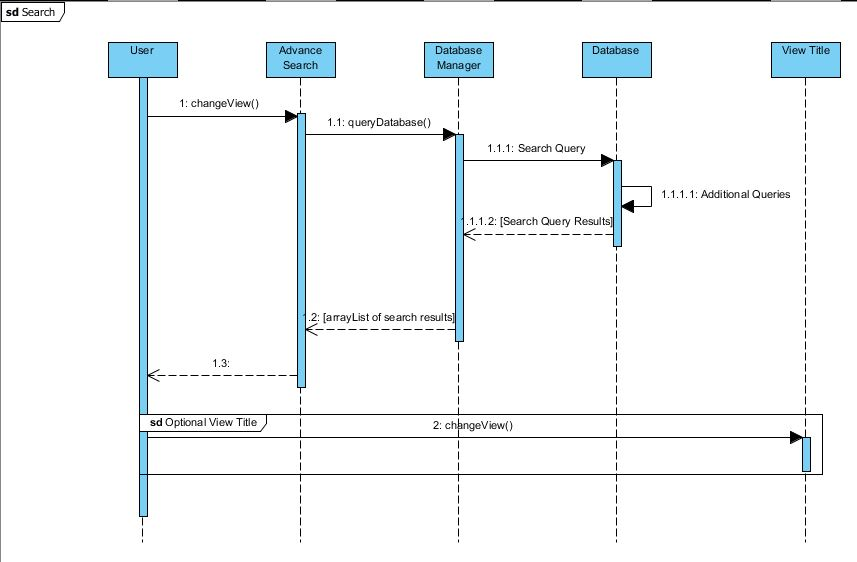 sd Search
User
Advance
Search
Database
Manager
Database
View Title
1: changeView()
1.1: queryDatabase()
1.1.1: Search Query
1.1.1.1: Additional Queries
1.1.1.2: [Search Query Results]
1.2: [arrayList of search results]
1.3:
sd Optional View Title
2: changeView()